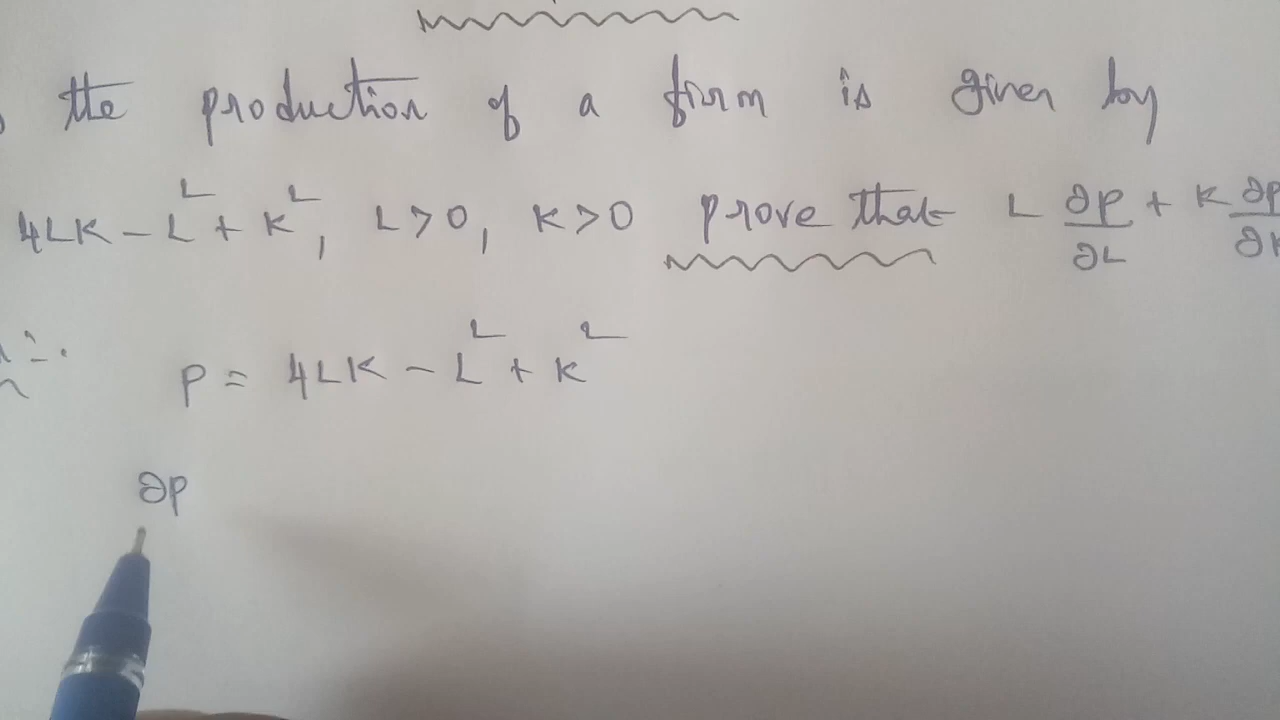 the production of a firm is given by
4LK - L² + K², L>0, K>0 prove that L ∂P/∂L + K ∂P/∂K
P = 4LK - L² + K²
∂P